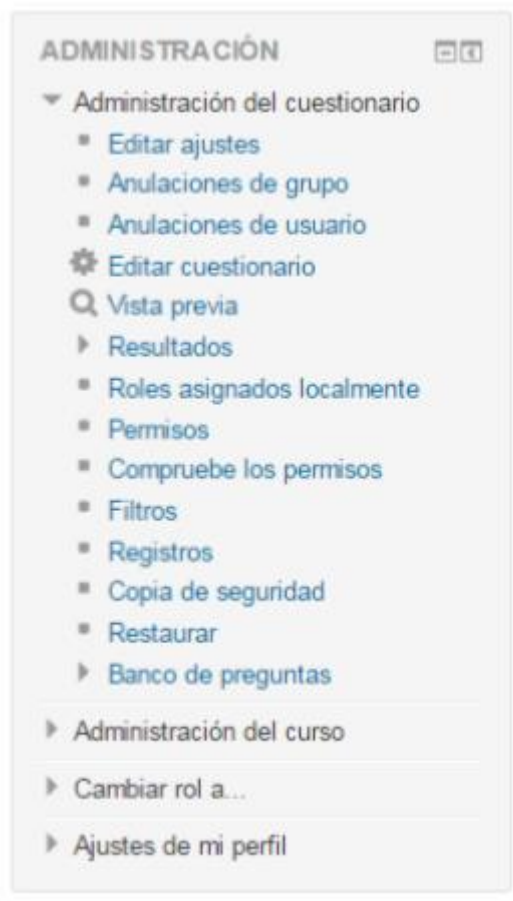 ADMINISTRACIÓN
Administración del cuestionario
Editar ajustes
Anulaciones de grupo
Anulaciones de usuario
Editar cuestionario
Vista previa
Resultados
Roles asignados localmente
Permisos
Compruebe los permisos
Filtros
Registros
Copia de seguridad
Restaurar
Banco de preguntas
Administración del curso
Cambiar rol a...
Ajustes de mi perfil